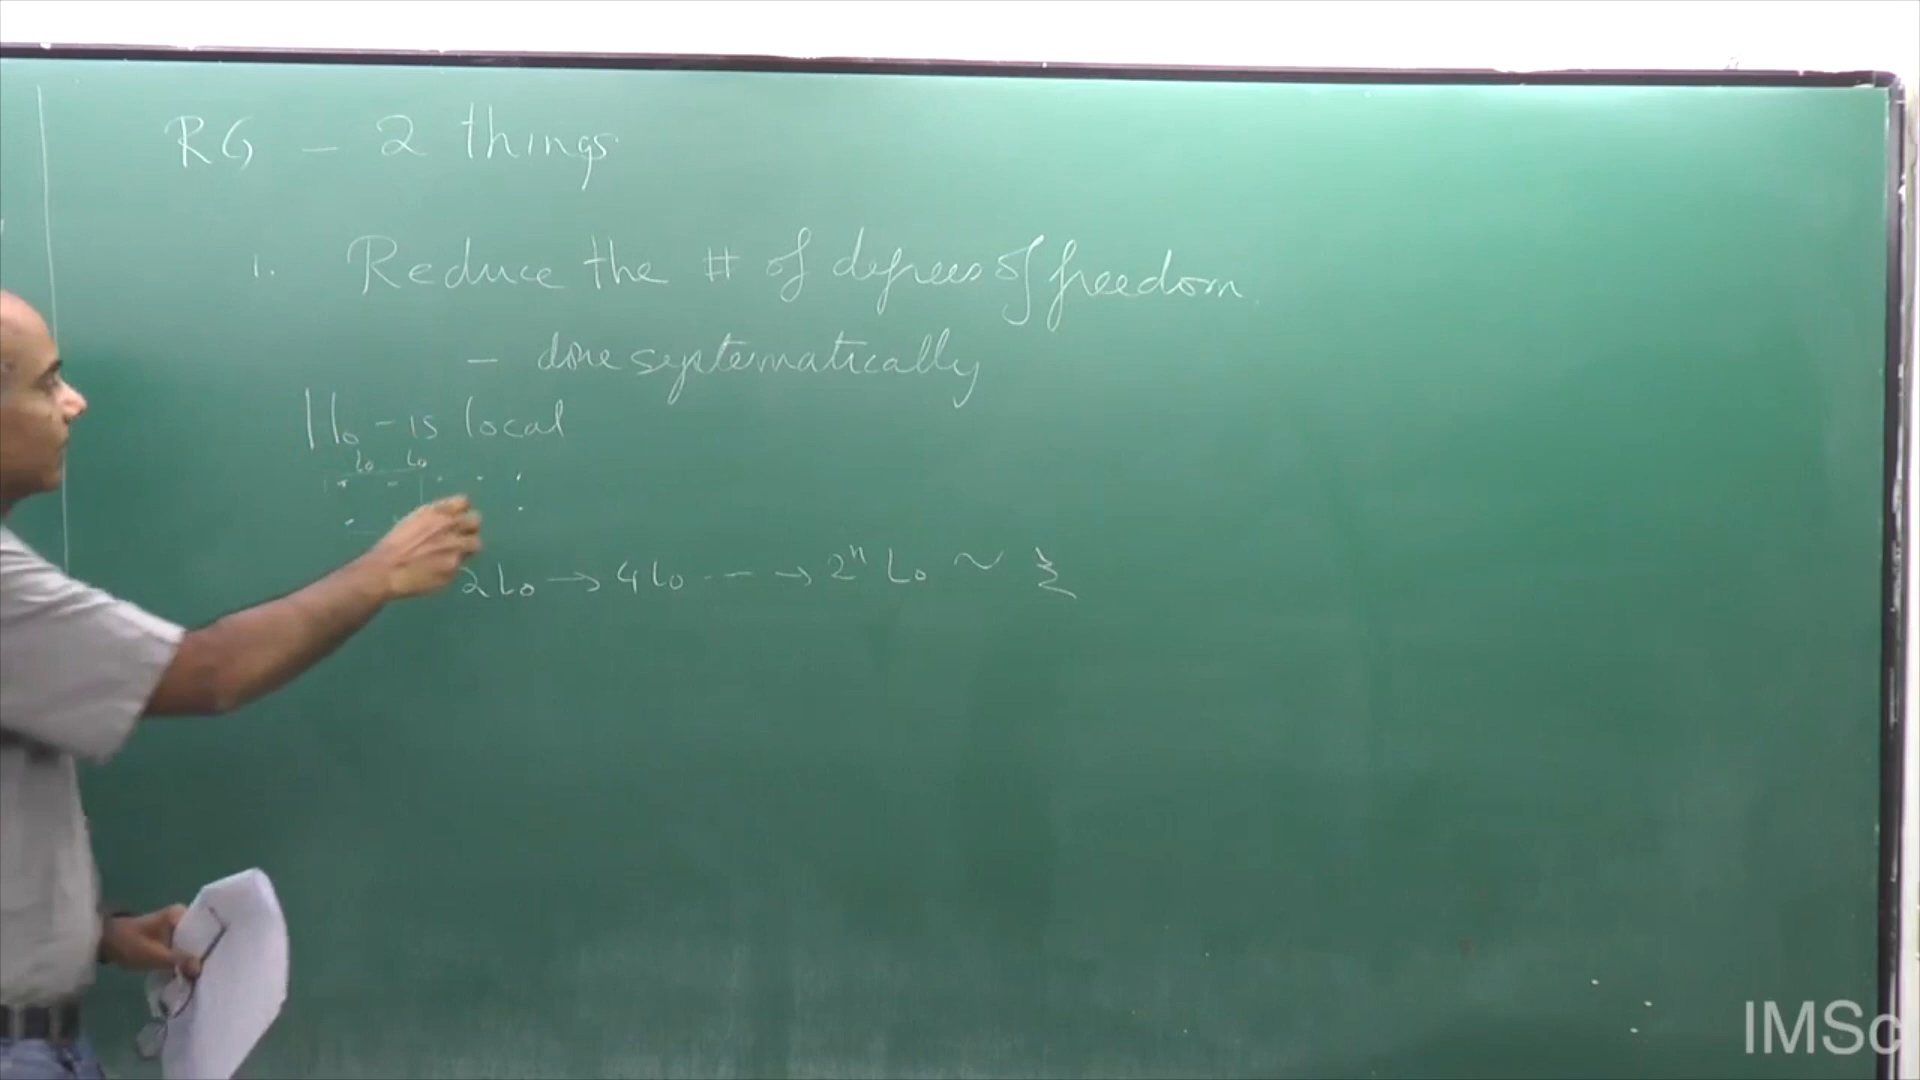 RG – 2 things.
1. Reduce the # of degrees of freedom
– done systematically
H₀ – is local
l₀ l₀
2l₀ → 4l₀ --- → 2ⁿ l₀ ~ ξ
IMSc